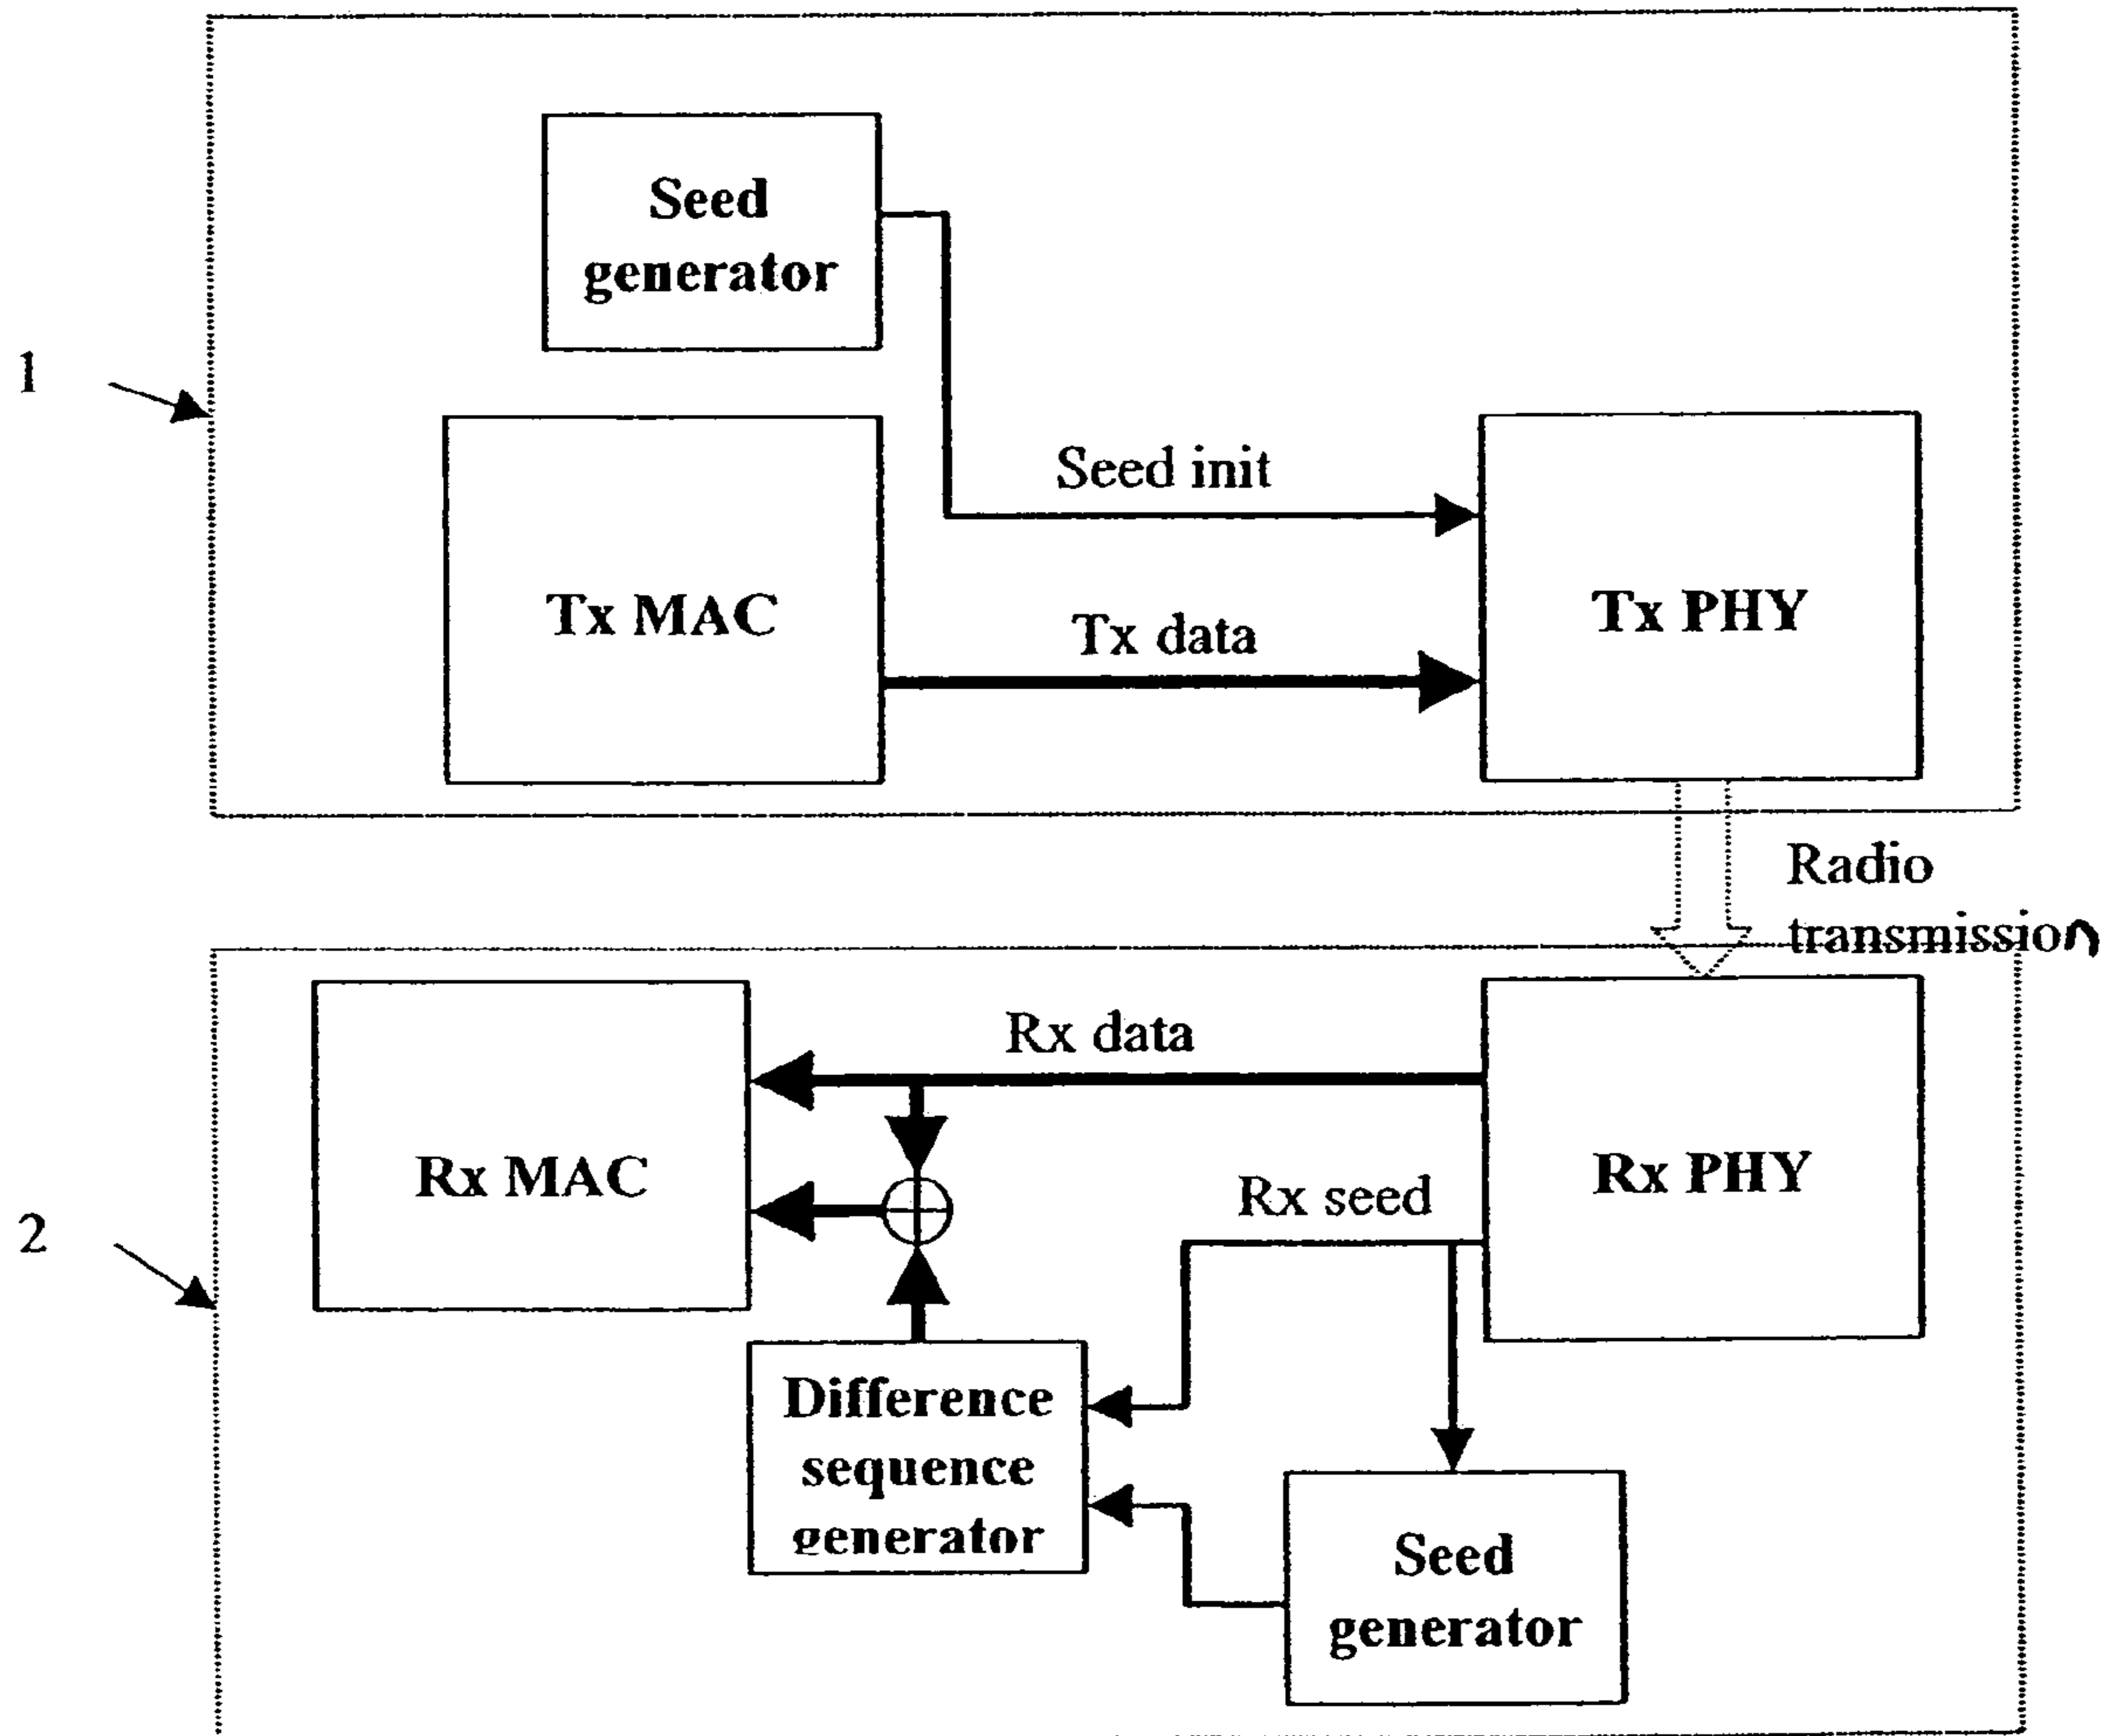 Seed
generator
1
Seed init
Tx MAC
Tx data
Tx PHY
Radio
transmission
Rx data
Rx MAC
Rx seed
Rx PHY
2
Difference
sequence
generator
Seed
generator